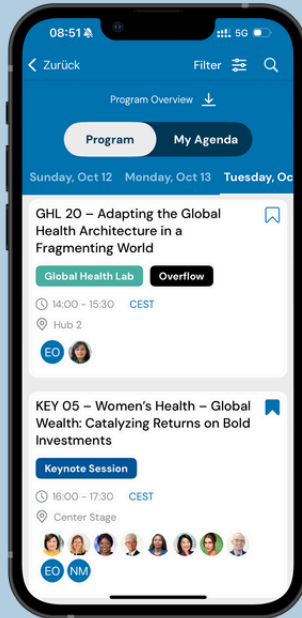 08:51 5G
Zurück Filter
Program Overview
Program My Agenda
Sunday, Oct 12 Monday, Oct 13 Tuesday, Oc
GHL 20 – Adapting the Global
Health Architecture in a
Fragmenting World
Global Health Lab Overflow
14:00 - 15:30 CEST
Hub 2
EO
KEY 05 – Women's Health – Global
Wealth: Catalyzing Returns on Bold
Investments
Keynote Session
16:00 - 17:30 CEST
Center Stage
EO NM